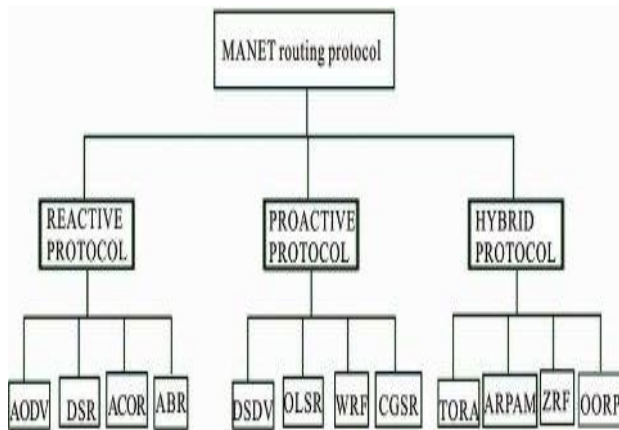 MANET routing protocol
REACTIVE
PROTOCOL
PROACTIVE
PROTOCOL
HYBRID
PROTOCOL
AODV
DSR
ACOR
ABR
DSDV
OLSR
WRF
CGSR
TORA
ARPAM
ZRF
OORP